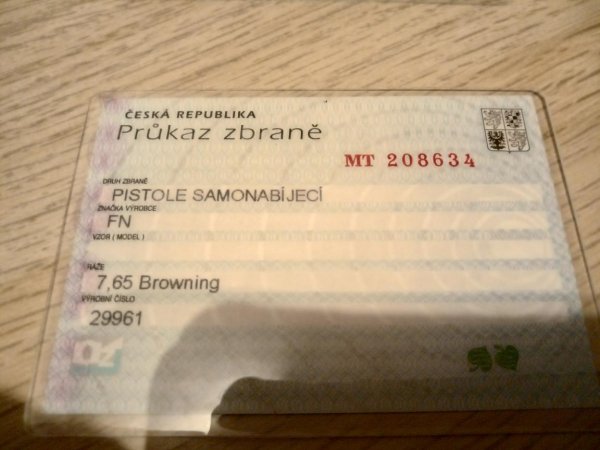 ČESKÁ REPUBLIKA
Průkaz zbraně
MT 208634
DRUH ZBRANĚ
PISTOLE SAMONABÍJECÍ
ZNAČKA VÝROBCE
FN
VZOR ( MODEL )
RÁŽE
7,65 Browning
VÝROBNÍ ČÍSLO
29961